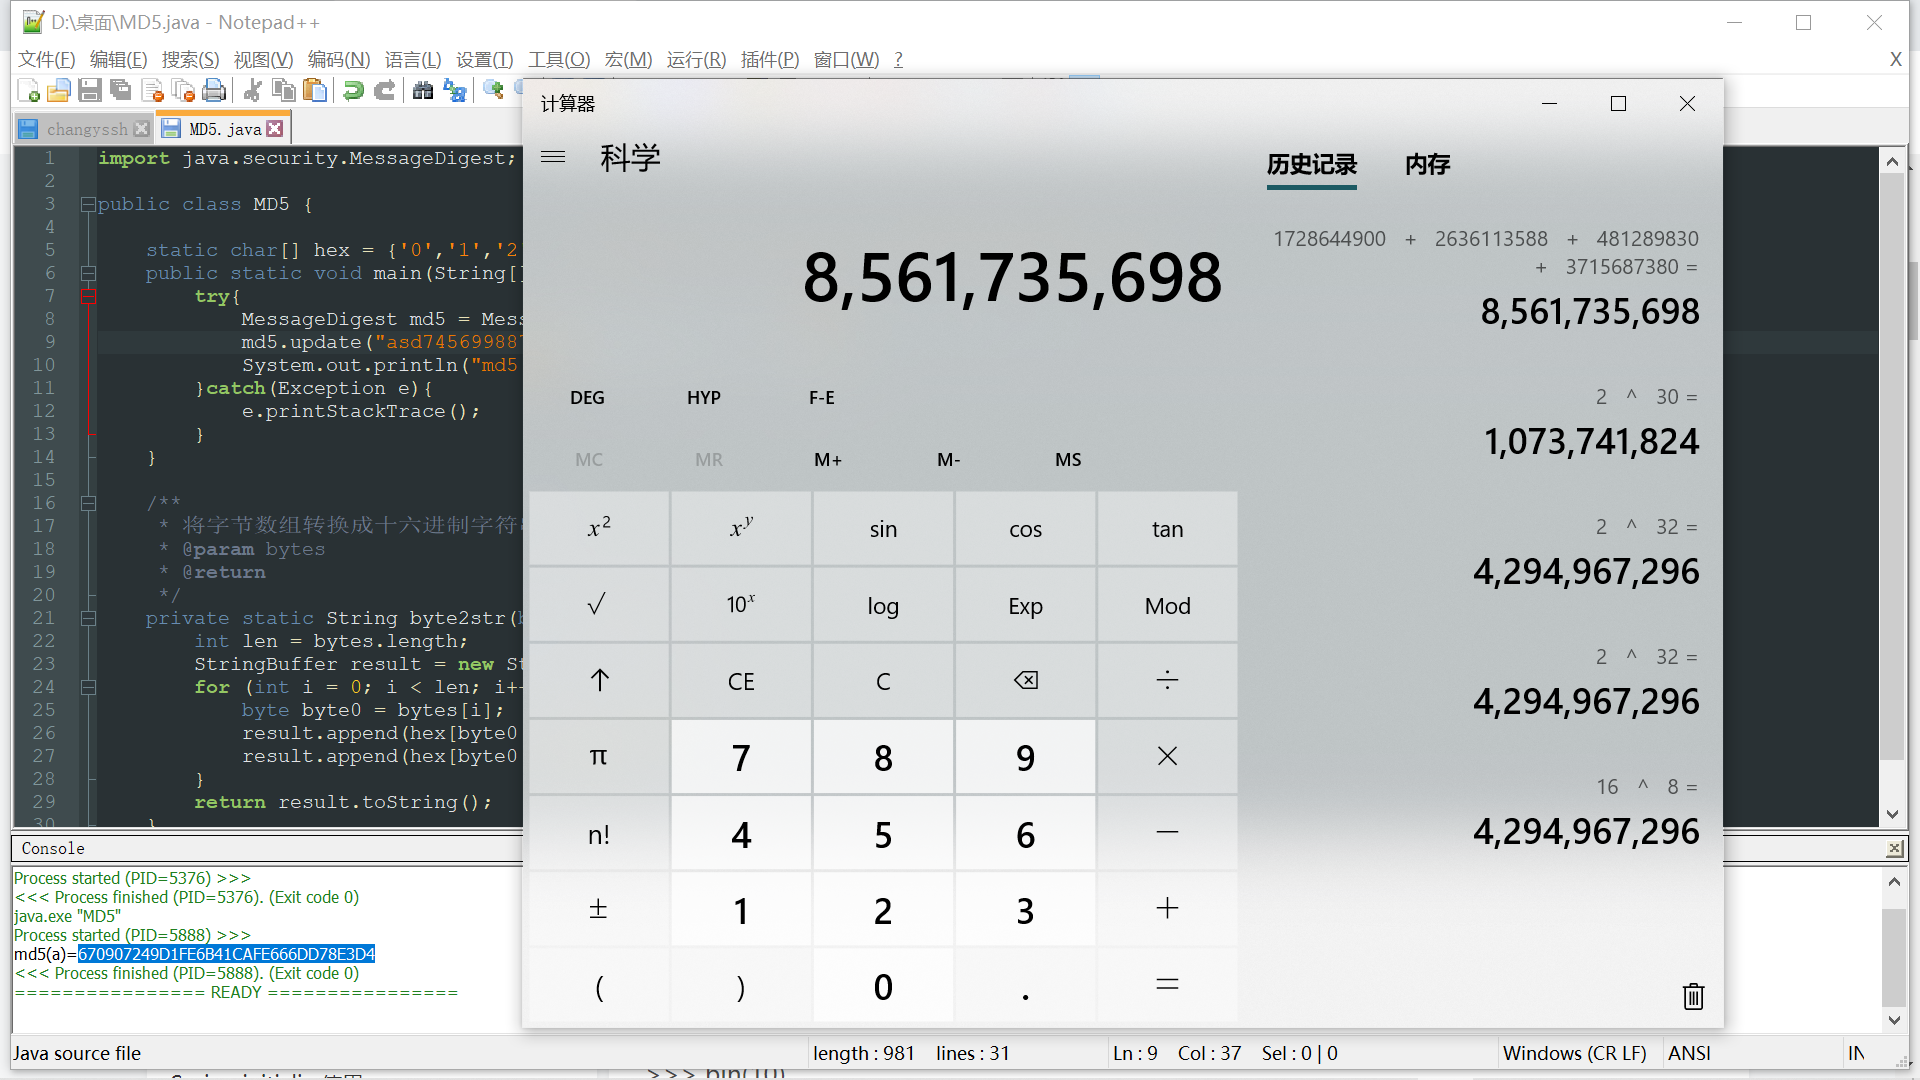 D:\桌面\MD5.java - Notepad++
文件(F) 编辑(E) 搜索(S) 视图(V) 编码(N) 语言(L) 设置(T) 工具(O) 宏(M) 运行(R) 插件(P) 窗口(W) ? X
changyssh MD5.java
1 import java.security.MessageDigest;
2
3 public class MD5 {
4
5 static char[] hex = {'0','1','2
6 public static void main(String[]
7 try{
8 MessageDigest md5 = Mess
9 md5.update("asd745699887
10 System.out.println("md5
11 }catch(Exception e){
12 e.printStackTrace();
13 }
14 }
15
16 /**
17 * 将字节数组转换成十六进制字符
18 * @param bytes
19 * @return
20 */
21 private static String byte2str(b
22 int len = bytes.length;
23 StringBuffer result = new St
24 for (int i = 0; i < len; i++
25 byte byte0 = bytes[i];
26 result.append(hex[byte0
27 result.append(hex[byte0
28 }
29 return result.toString();
30 }
计算器
科学
8,561,735,698
DEG HYP F-E
MC MR M+ M- MS
x² xʸ sin cos tan
√ 10ˣ log Exp Mod
↑ CE C ⌫ ÷
π 7 8 9 ×
n! 4 5 6 −
± 1 2 3 +
( ) 0 . =
历史记录 内存
1728644900 + 2636113588 + 481289830
+ 3715687380 =
8,561,735,698
2 ^ 30 =
1,073,741,824
2 ^ 32 =
4,294,967,296
2 ^ 32 =
4,294,967,296
16 ^ 8 =
4,294,967,296
Console
Process started (PID=5376) >>>
<<< Process finished (PID=5376). (Exit code 0)
java.exe "MD5"
Process started (PID=5888) >>>
md5(a)=670907249D1FE6B41CAFE666DD78E3D4
<<< Process finished (PID=5888). (Exit code 0)
================ READY ================
Java source file length : 981 lines : 31 Ln : 9 Col : 37 Sel : 0 | 0 Windows (CR LF) ANSI IN
>>> bin(10)